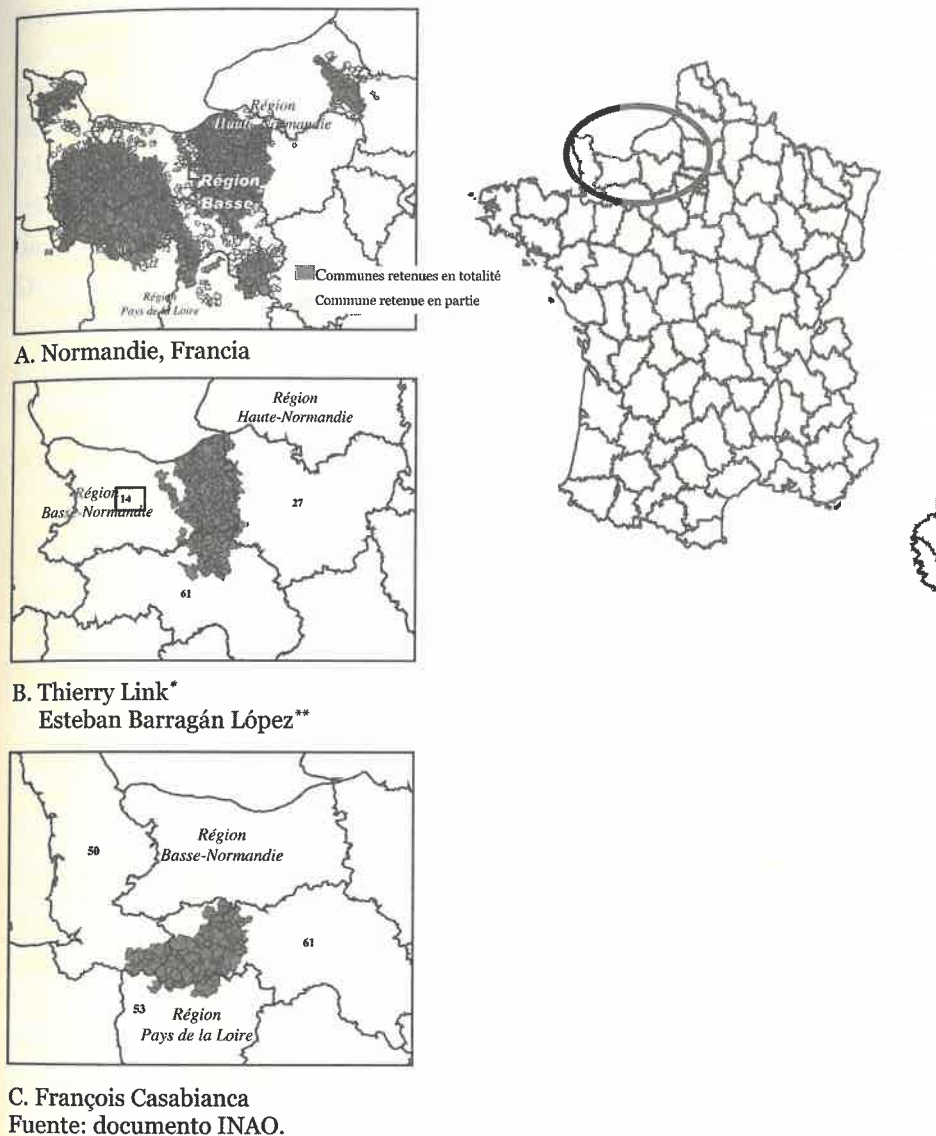 Région
Haute-Normandie
Région
Basse
Communes retenues en totalité
Commune retenue en partie
Région
Pays de la Loire
A. Normandie, Francia
Région
Haute-Normandie
Région
14
Basse-Normandie
27
61
B. Thierry Link*
Esteban Barragán López**
50
Région
Basse-Normandie
61
53
Région
Pays de la Loire
C. François Casabianca
Fuente: documento INAO.